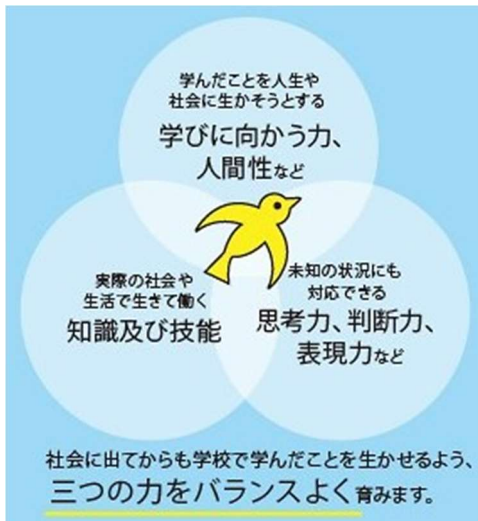 学んだことを人生や
社会に生かそうとする
学びに向かう力、
人間性など
実際の社会や
生活で生きて働く
知識及び技能
未知の状況にも
対応できる
思考力、判断力、
表現力など
社会に出てからも学校で学んだことを生かせるよう、
三つの力をバランスよく育みます。